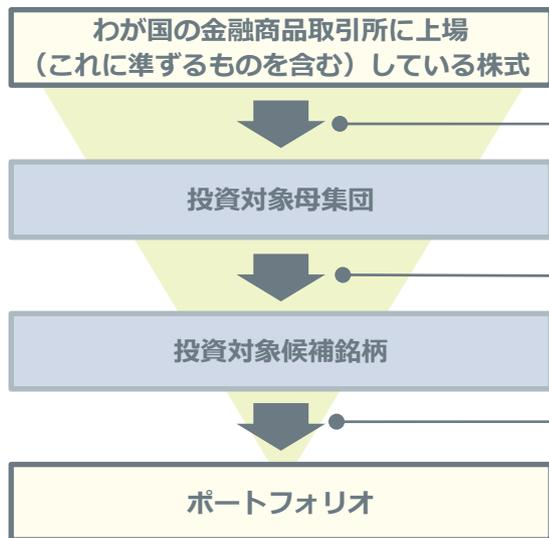 わが国の金融商品取引所に上場
（これに準ずるものを含む）している株式
投資対象母集団
投資対象候補銘柄
ポートフォリオ